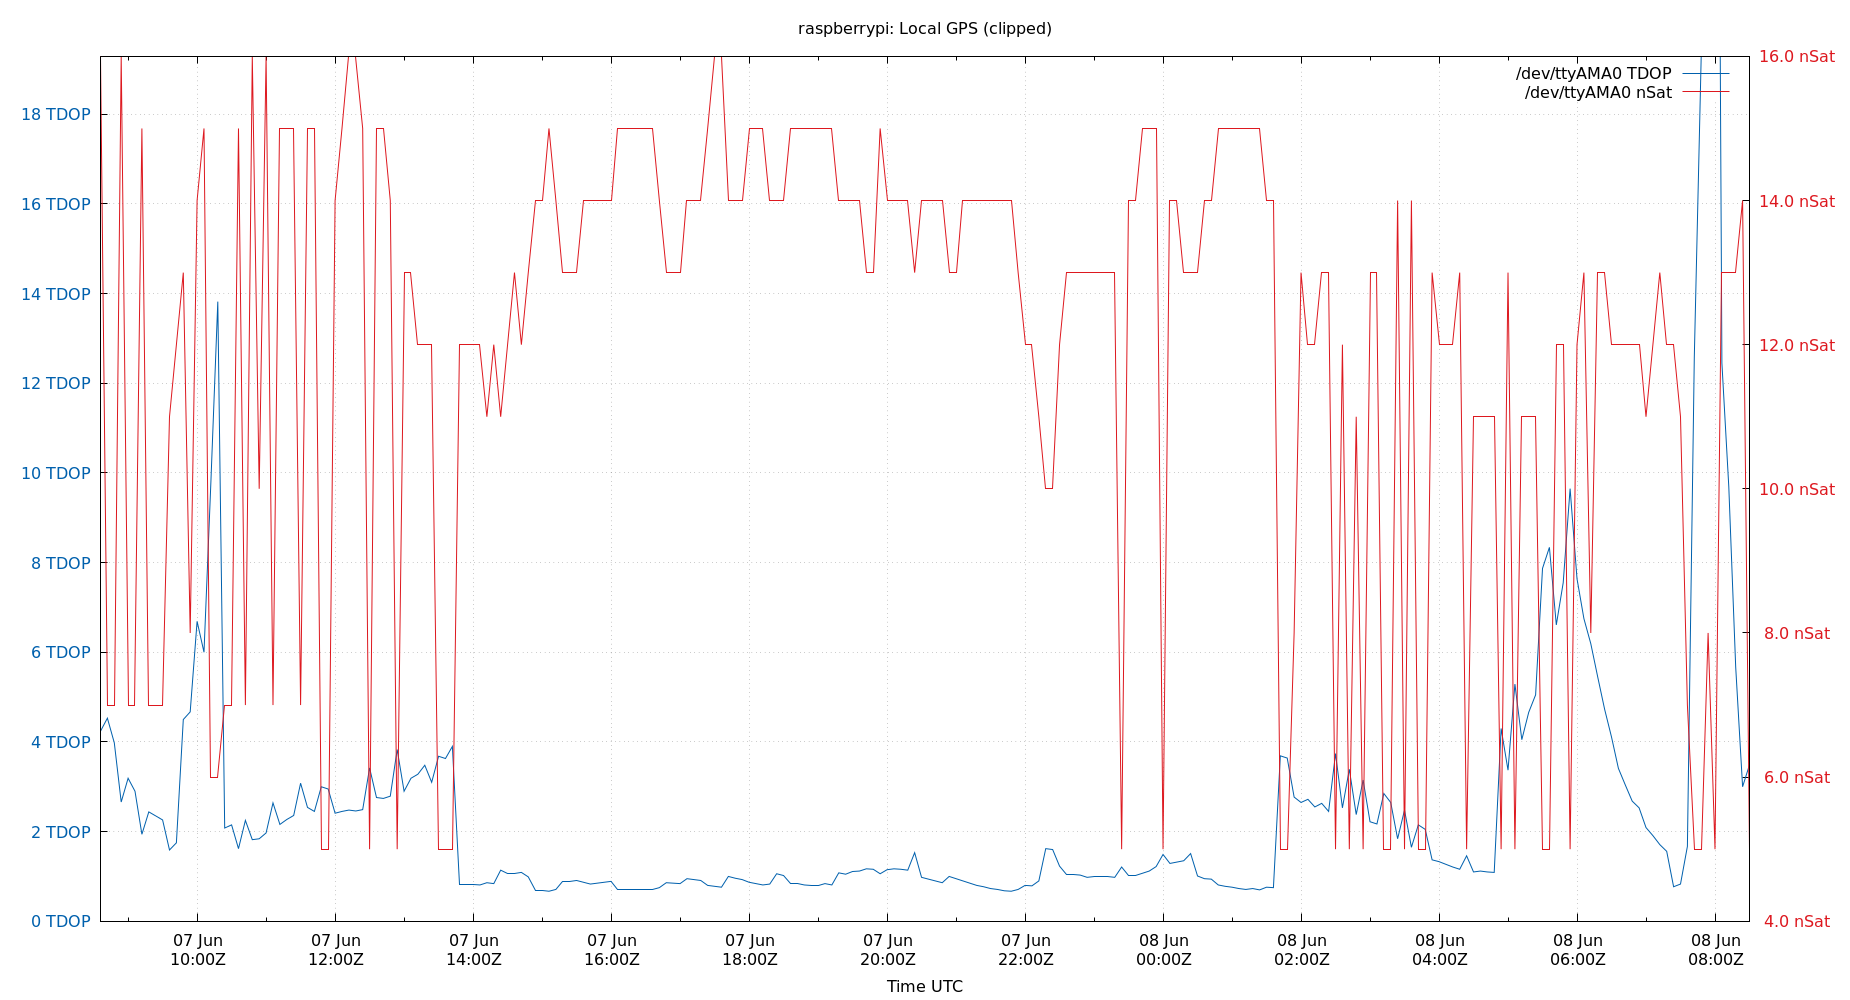 raspberrypi: Local GPS (clipped)
/dev/ttyAMA0 TDOP
/dev/ttyAMA0 nSat
18 TDOP
16 TDOP
14 TDOP
12 TDOP
10 TDOP
8 TDOP
6 TDOP
4 TDOP
2 TDOP
0 TDOP
16.0 nSat
14.0 nSat
12.0 nSat
10.0 nSat
8.0 nSat
6.0 nSat
4.0 nSat
07 Jun
10:00Z
07 Jun
12:00Z
07 Jun
14:00Z
07 Jun
16:00Z
07 Jun
18:00Z
07 Jun
20:00Z
07 Jun
22:00Z
08 Jun
00:00Z
08 Jun
02:00Z
08 Jun
04:00Z
08 Jun
06:00Z
08 Jun
08:00Z
Time UTC